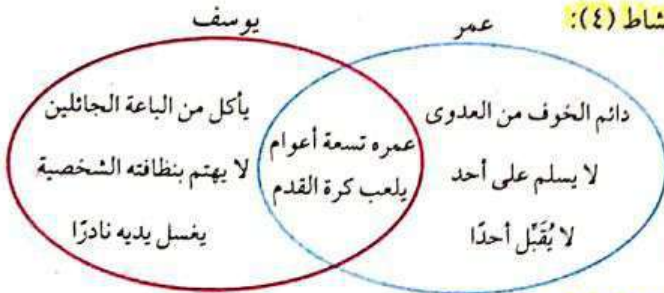 شاط (٤):
عمر
يوسف
دائم الخوف من العدوى
لا يسلم على أحد
لا يُقَبِّل أحدًا
عمره تسعة أعوام
يلعب كرة القدم
يأكل من الباعة الجائلين
لا يهتم بنظافته الشخصية
يغسل يديه نادرًا